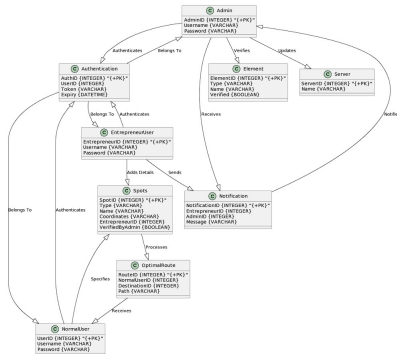 C Admin
AdminID {INTEGER} "{+PK}"
Username {VARCHAR}
Password {VARCHAR}
Authenticates
Belongs To
Verifies
Updates
C Authentication
AuthID {INTEGER} "{+PK}"
UserID {INTEGER}
Token {VARCHAR}
Expiry {DATETIME}
C Element
ElementID {INTEGER} "{+PK}"
Type {VARCHAR}
Name {VARCHAR}
Verified {BOOLEAN}
C Server
ServerID {INTEGER} "{+PK}"
Name {VARCHAR}
Belongs To
Authenticates
Receives
Notifie
C EntrepreneurUser
EntrepreneurID {INTEGER} "{+PK}"
Username {VARCHAR}
Password {VARCHAR}
Adds Details
Sends
C Spots
SpotID {INTEGER} "{+PK}"
Type {VARCHAR}
Name {VARCHAR}
Coordinates {VARCHAR}
EntrepreneurID {INTEGER}
VerifiedByAdmin {BOOLEAN}
C Notification
NotificationID {INTEGER} "{+PK}"
EntrepreneurID {INTEGER}
AdminID {INTEGER}
Message {VARCHAR}
Belongs To
Authenticates
Processes
Specifies
C OptimalRoute
RouteID {INTEGER} "{+PK}"
NormalUserID {INTEGER}
DestinationID {INTEGER}
Path {VARCHAR}
Receives
C NormalUser
UserID {INTEGER} "{+PK}"
Username {VARCHAR}
Password {VARCHAR}